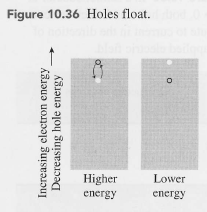 Figure 10.36 Holes float.
Increasing electron energy
Decreasing hole energy
Higher
energy
Lower
energy